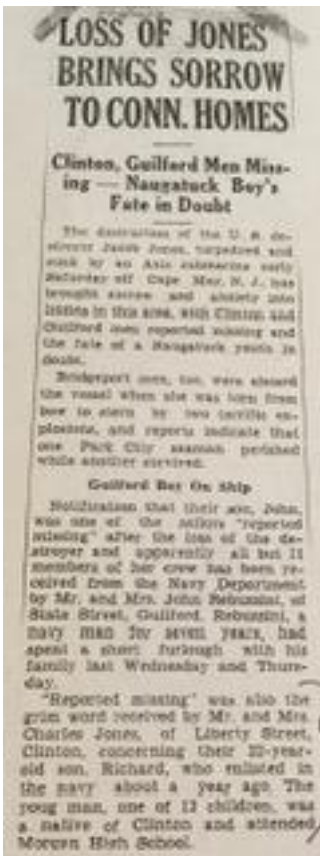 LOSS OF JONES
BRINGS SORROW
TO CONN. HOMES
Clinton, Guilford Men Miss-
ing — Naugatuck Boy's
Fate in Doubt
The destruction of the U. S. de-
stroyer Jacob Jones, torpedoed and
sunk by an Axis submarine early
Saturday off Cape May, N. J., has
brought sorrow and anxiety into
homes in this area, with Clinton and
Guilford men reported missing and
the fate of a Naugatuck youth in
doubt.
Bridgeport men, too, were aboard
the vessel when she was torn from
bow to stern by two terrific ex-
plosions, and reports indicate that
one Park City seaman perished
while another survived.
Guilford Boy On Ship
Notification that their son, John,
was one of the sailors "reported
missing" after the loss of the de-
stroyer and apparently all but 11
members of her crew has been re-
ceived from the Navy Department
by Mr. and Mrs. John Rebuzzini, of
State Street, Guilford. Rebuzzini, a
navy man for seven years, had
spent a short furlough with his
family last Wednesday and Thurs-
day.
"Reported missing" was also the
grim word received by Mr. and Mrs.
Charles Jones, of Liberty Street,
Clinton, concerning their 22-year-
old son, Richard, who enlisted in
the navy about a year ago. The
youg man, one of 13 children, was
a native of Clinton and attended
Morgan High School.